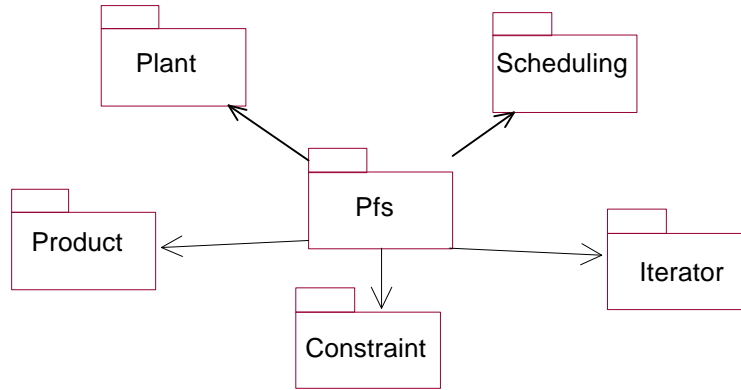 Plant
Scheduling
Pfs
Product
Iterator
Constraint